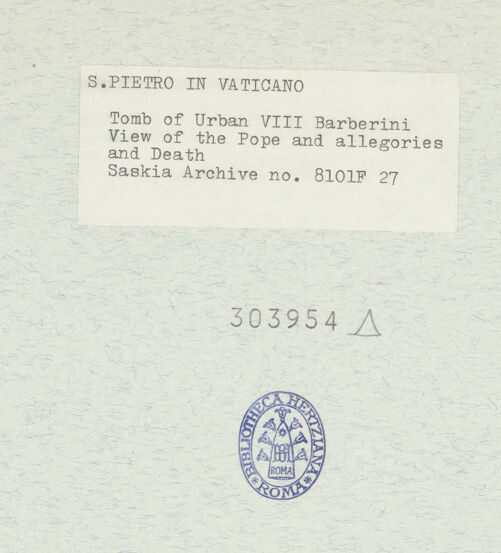 S.PIETRO IN VATICANO
Tomb of Urban VIII Barberini
View of the Pope and allegories
and Death
Saskia Archive no. 8101F 27
303954
BIBLIOTHECA HERTZIANA
ROMA
ROMA